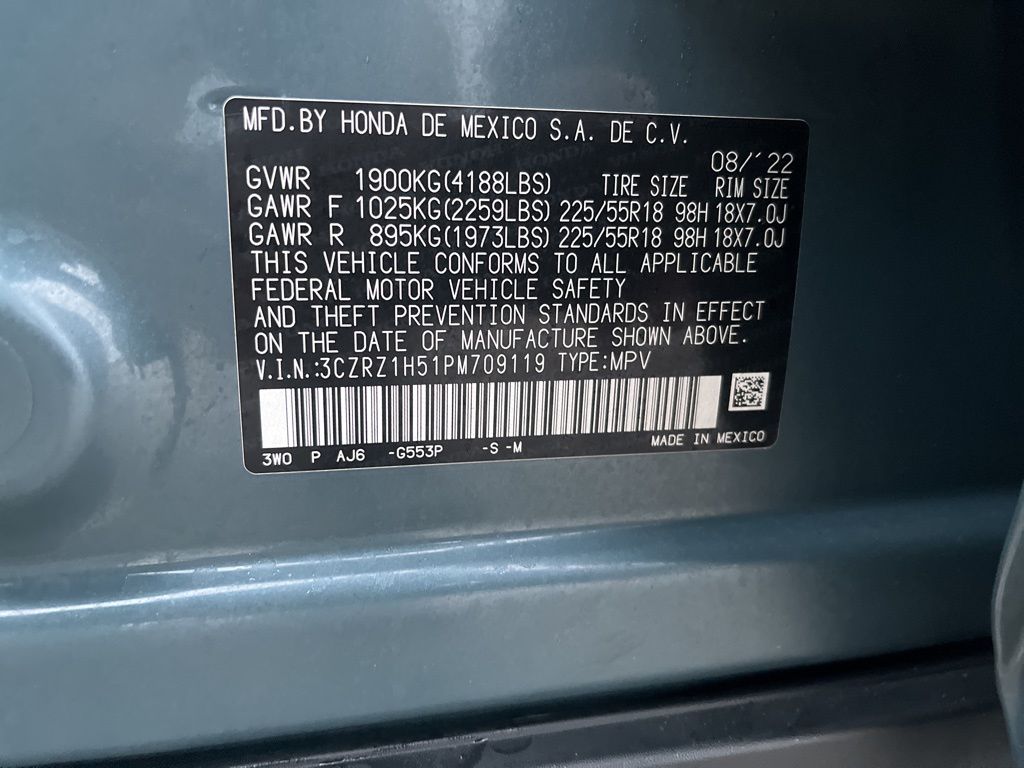 MFD.BY HONDA DE MEXICO S.A. DE C.V.
08/'22
GVWR 1900KG(4188LBS) TIRE SIZE RIM SIZE
GAWR F 1025KG(2259LBS) 225/55R18 98H 18X7.0J
GAWR R 895KG(1973LBS) 225/55R18 98H 18X7.0J
THIS VEHICLE CONFORMS TO ALL APPLICABLE
FEDERAL MOTOR VEHICLE SAFETY
AND THEFT PREVENTION STANDARDS IN EFFECT
ON THE DATE OF MANUFACTURE SHOWN ABOVE.
V.I.N.:3CZRZ1H51PM709119 TYPE:MPV
MADE IN MEXICO
3W0 P AJ6 -G553P -S -M